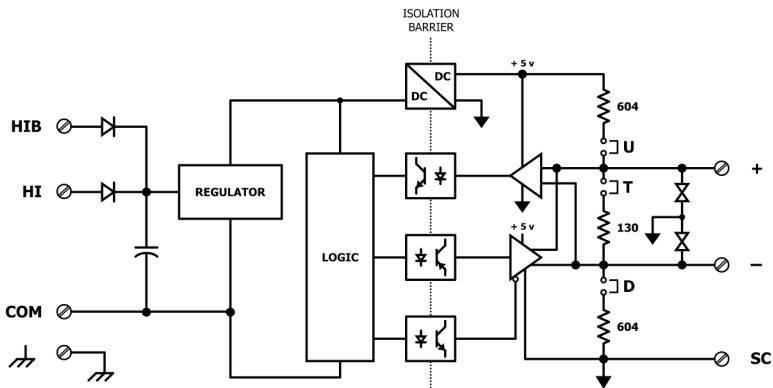 ISOLATION
BARRIER
+ 5 v
DC
DC
604
HIB
U
+
HI
REGULATOR
T
130
LOGIC
+ 5 v
−
D
COM
604
SC